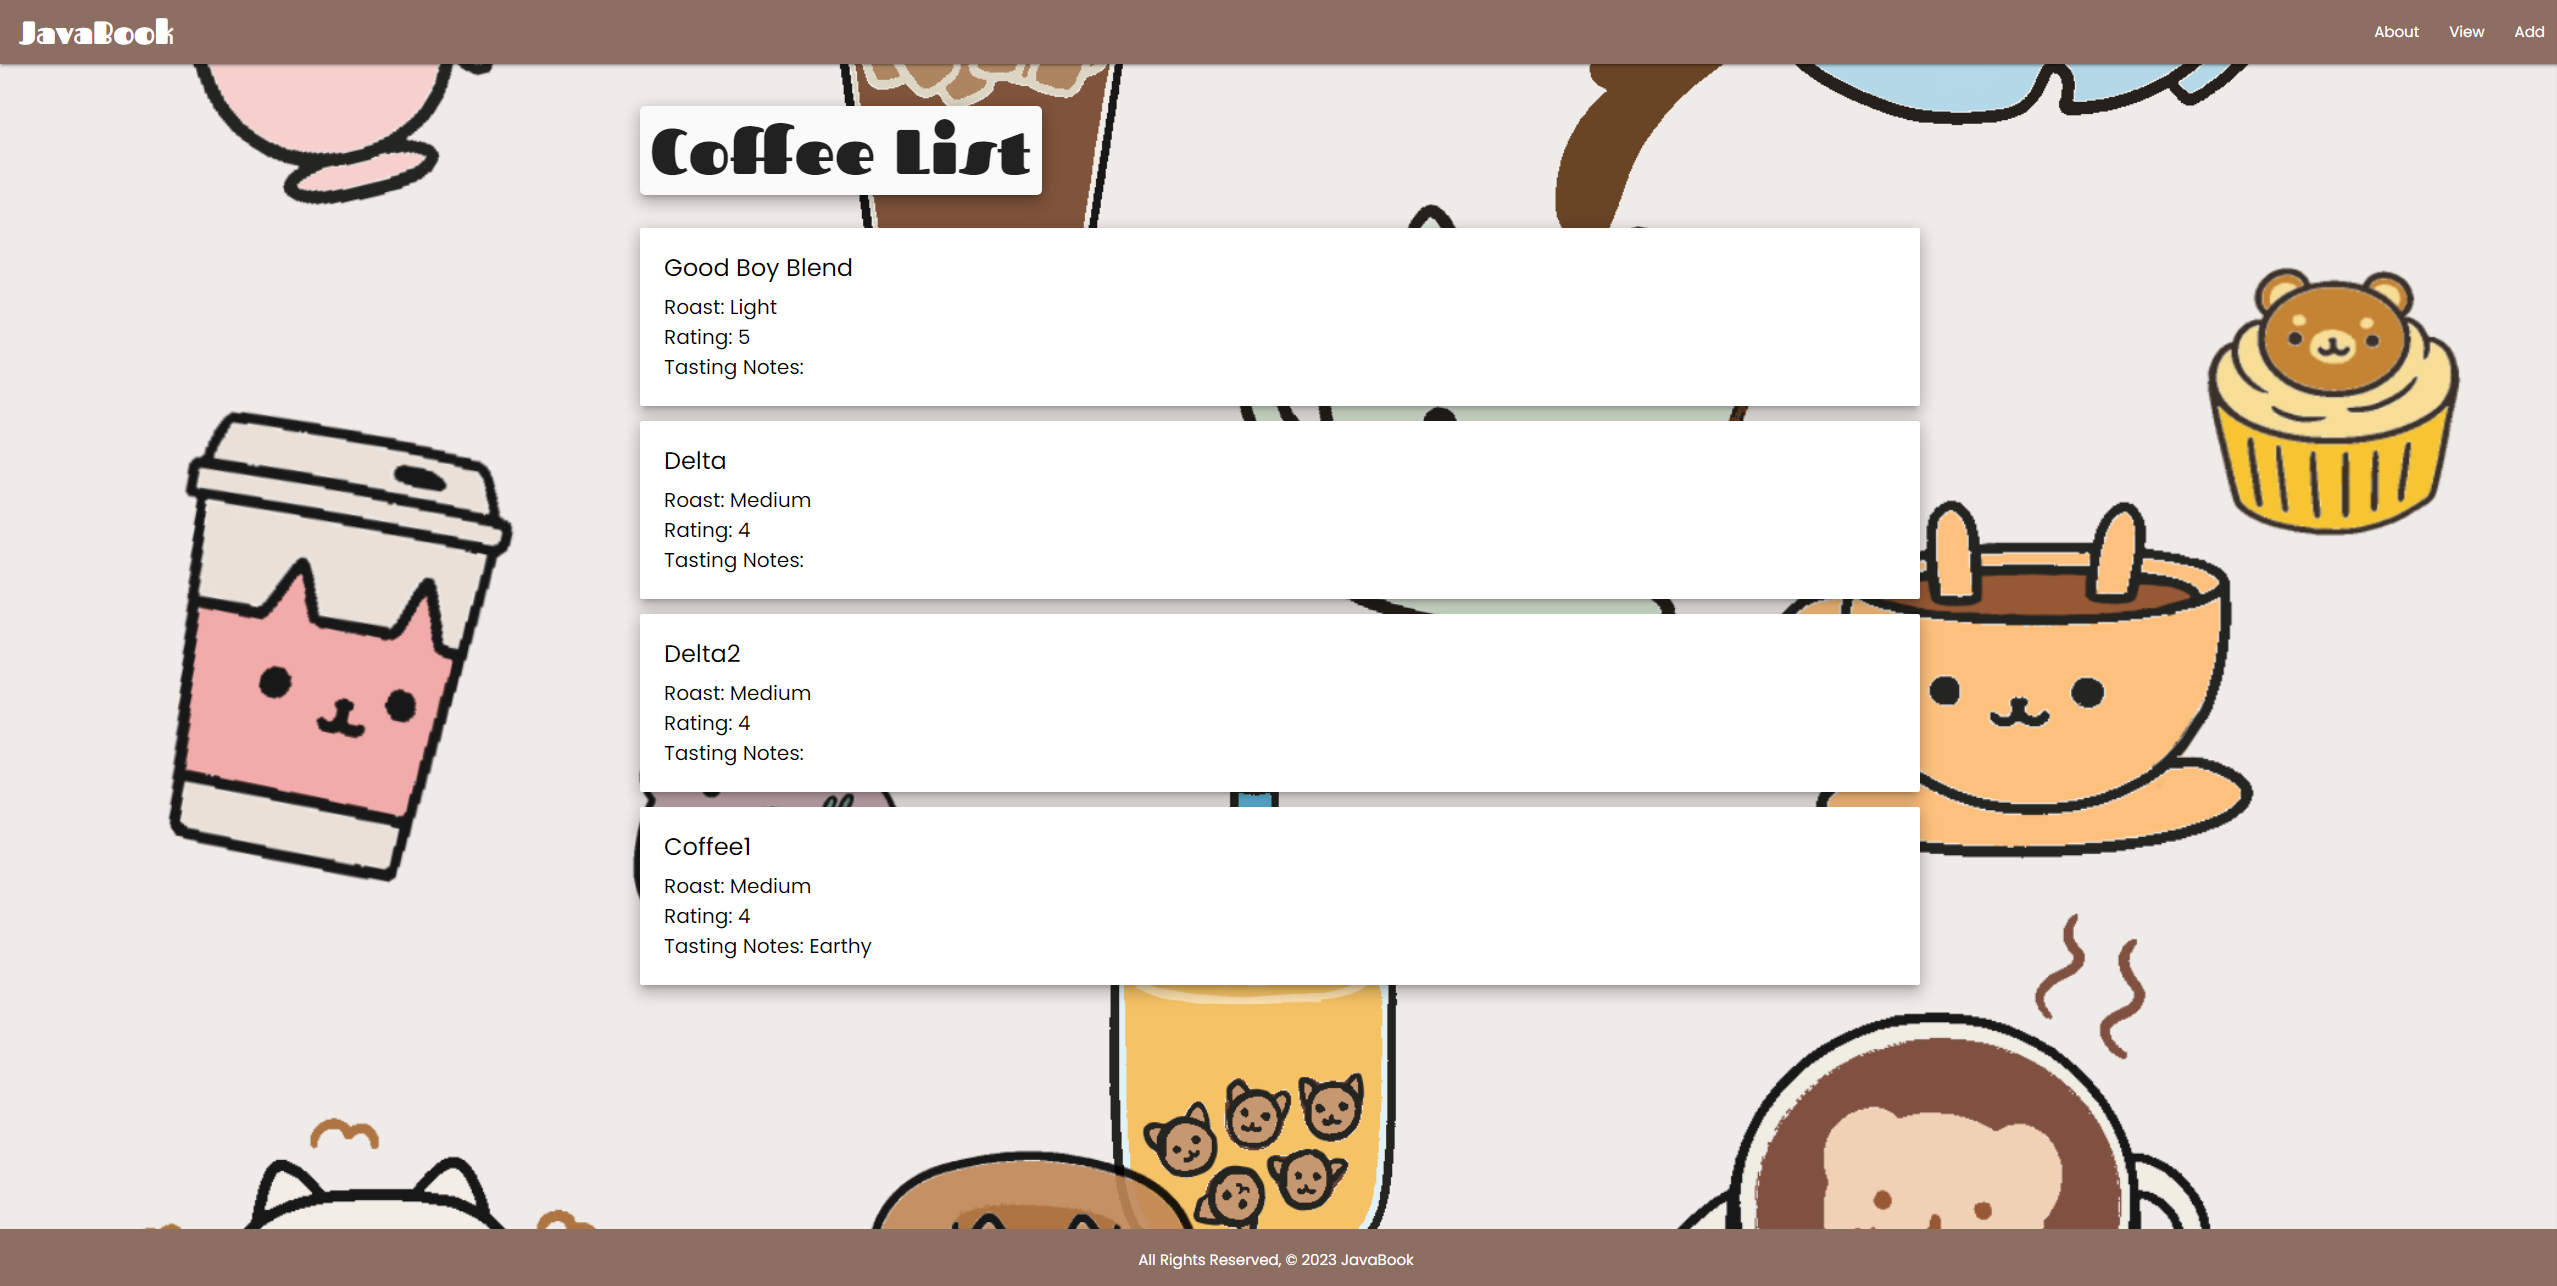 JavaBook
About View Add
Coffee List
Good Boy Blend
Roast: Light
Rating: 5
Tasting Notes:
Delta
Roast: Medium
Rating: 4
Tasting Notes:
Delta2
Roast: Medium
Rating: 4
Tasting Notes:
Coffee1
Roast: Medium
Rating: 4
Tasting Notes: Earthy
All Rights Reserved, © 2023 JavaBook